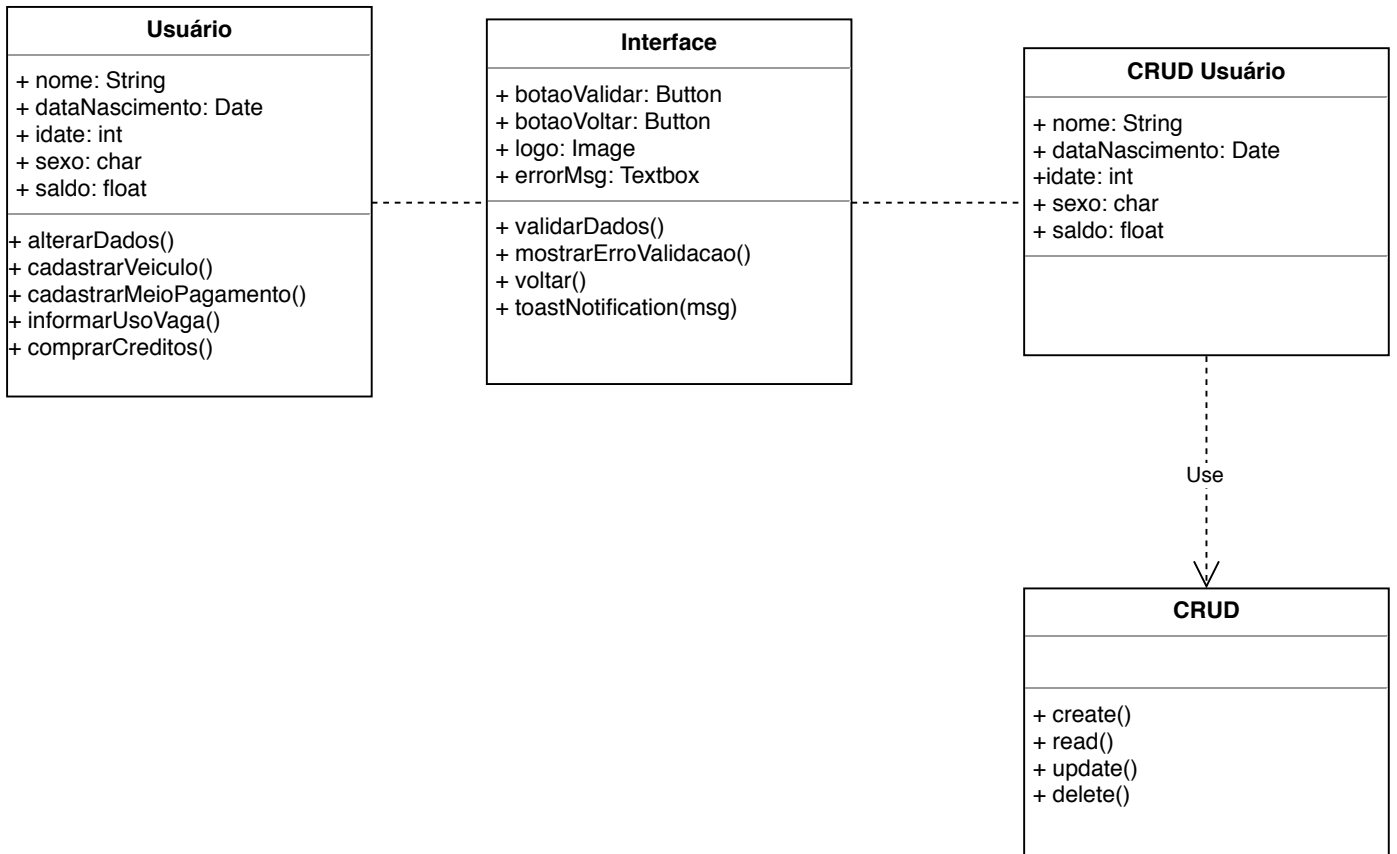 Usuário
+ nome: String
+ dataNascimento: Date
+ idate: int
+ sexo: char
+ saldo: float
+ alterarDados()
+ cadastrarVeiculo()
+ cadastrarMeioPagamento()
+ informarUsoVaga()
+ comprarCreditos()
Interface
+ botaoValidar: Button
+ botaoVoltar: Button
+ logo: Image
+ errorMsg: Textbox
+ validarDados()
+ mostrarErroValidacao()
+ voltar()
+ toastNotification(msg)
CRUD Usuário
+ nome: String
+ dataNascimento: Date
+idate: int
+ sexo: char
+ saldo: float
Use
CRUD
+ create()
+ read()
+ update()
+ delete()